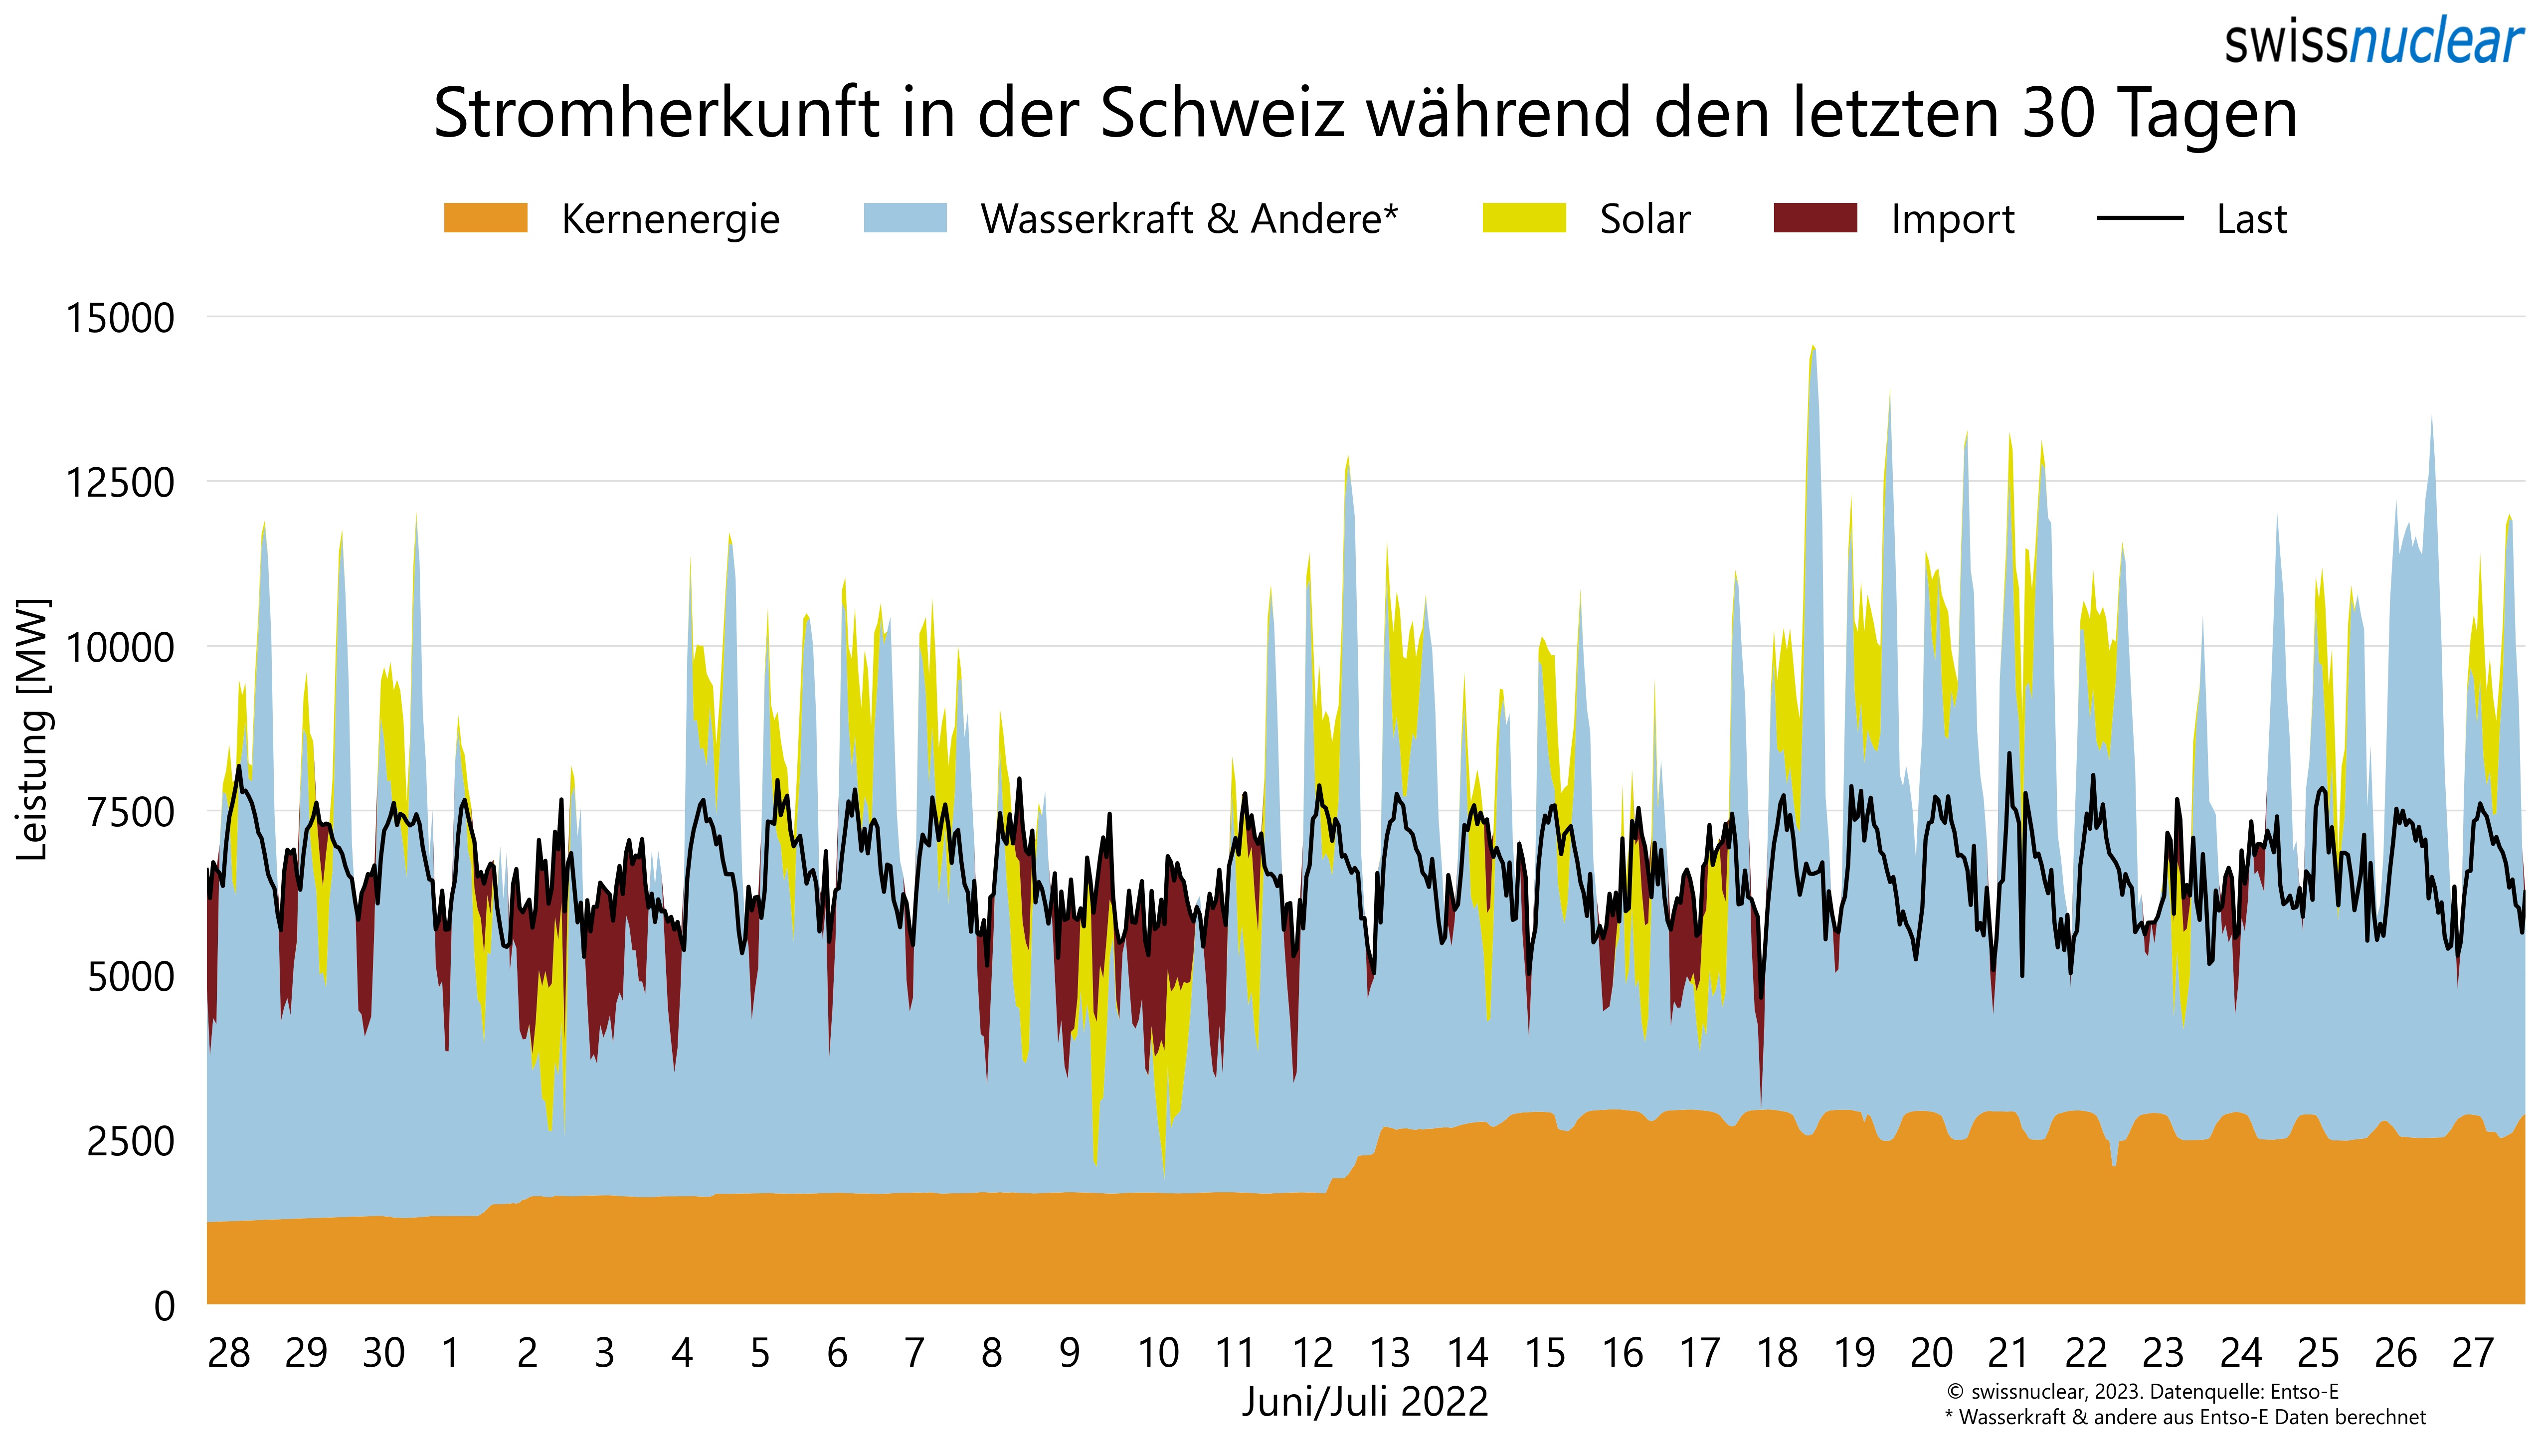 swissnuclear
Stromherkunft in der Schweiz während den letzten 30 Tagen
Kernenergie Wasserkraft & Andere* Solar Import Last
15000
12500
10000
7500
5000
2500
0
Leistung [MW]
28 29 30 1 2 3 4 5 6 7 8 9 10 11 12 13 14 15 16 17 18 19 20 21 22 23 24 25 26 27
Juni/Juli 2022
© swissnuclear, 2023. Datenquelle: Entso-E
* Wasserkraft & andere aus Entso-E Daten berechnet